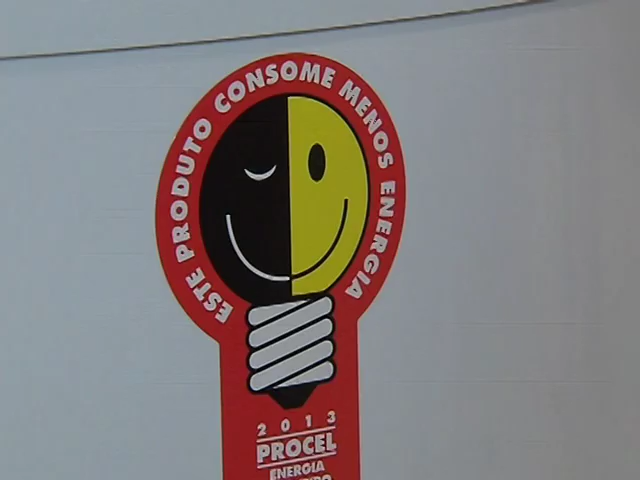 ESTE PRODUTO CONSOME MENOS ENERGIA
2013
PROCEL
ENERGIA